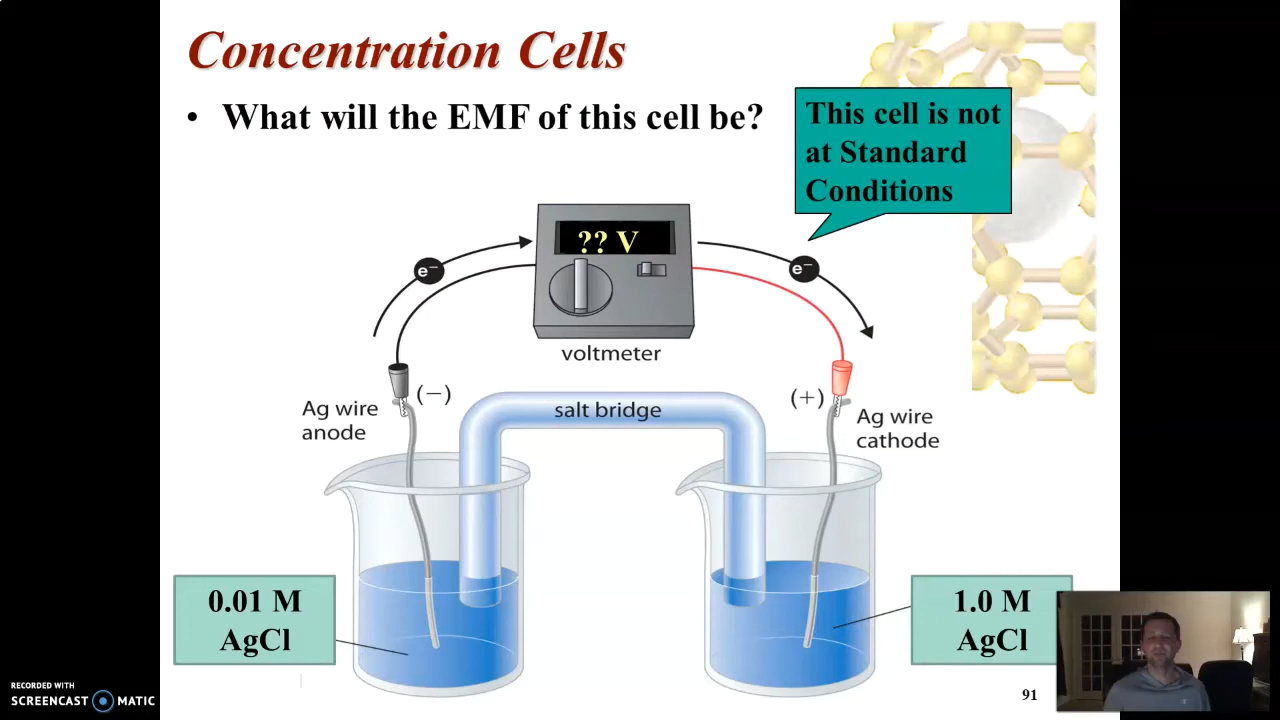 Concentration Cells
• What will the EMF of this cell be?
This cell is not
at Standard
Conditions
?? V
e⁻
e⁻
voltmeter
(−)
(+)
Ag wire
anode
salt bridge
Ag wire
cathode
0.01 M
AgCl
1.0 M
AgCl
91
RECORDED WITH
SCREENCAST MATIC